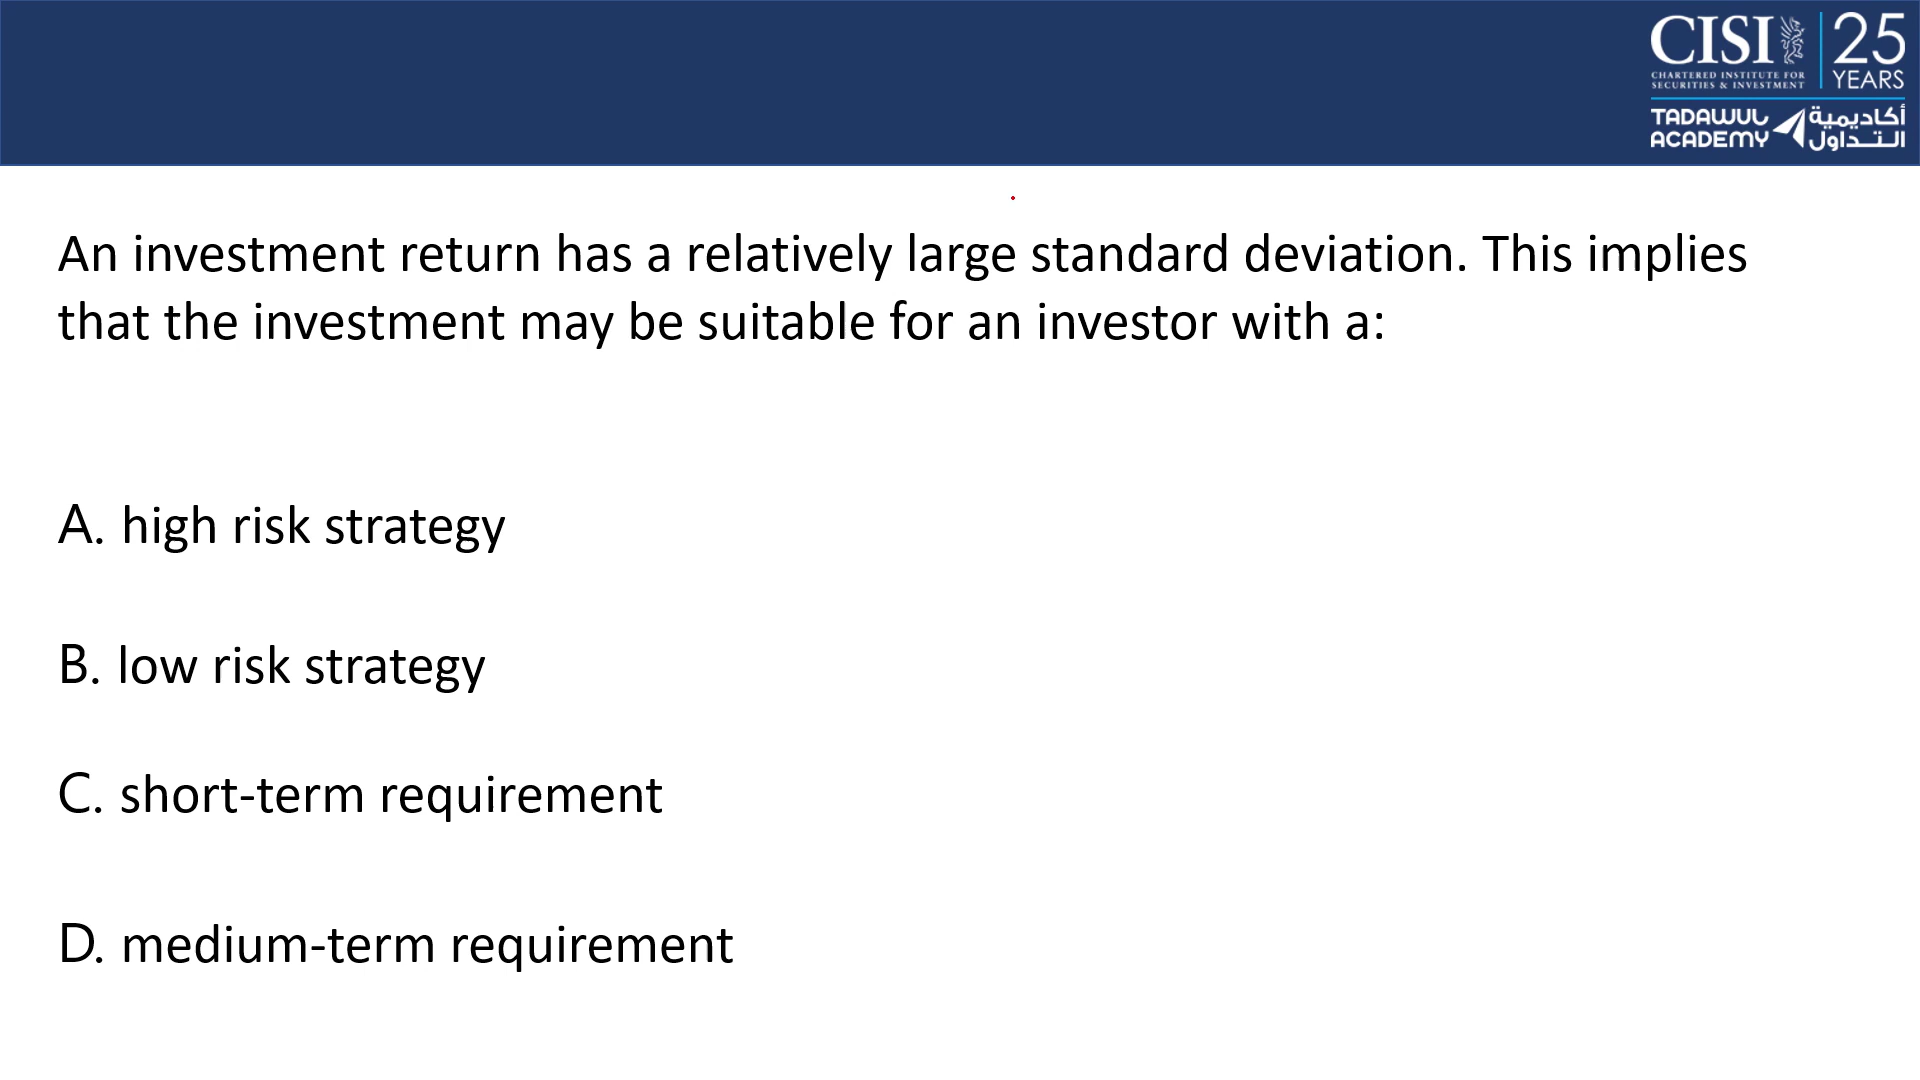 CISI
CHARTERED INSTITUTE FOR
SECURITIES & INVESTMENT
25
YEARS
TADAWUL
ACADEMY
أكاديمية
التداول
An investment return has a relatively large standard deviation. This implies
that the investment may be suitable for an investor with a:
A. high risk strategy
B. low risk strategy
C. short-term requirement
D. medium-term requirement